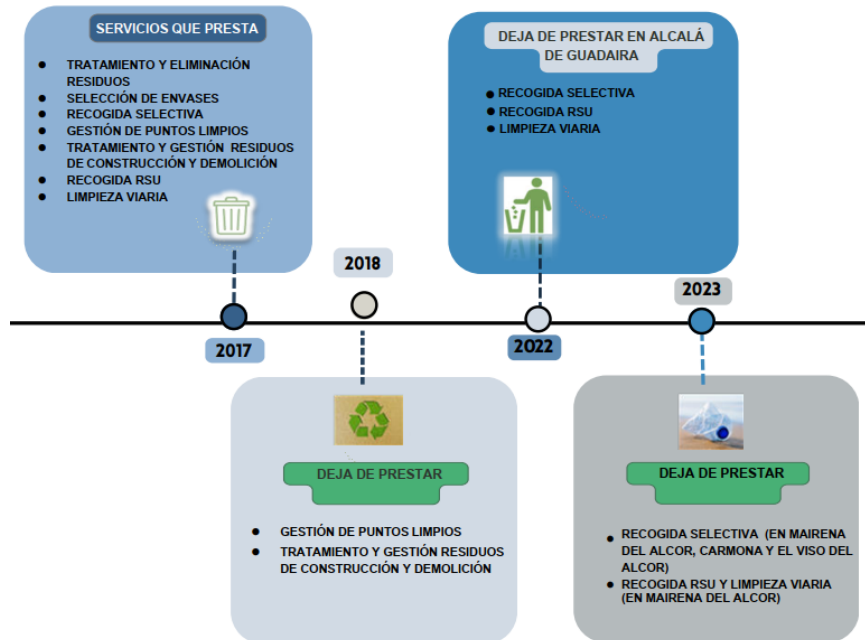 SERVICIOS QUE PRESTA
● TRATAMIENTO Y ELIMINACIÓN
RESIDUOS
● SELECCIÓN DE ENVASES
● RECOGIDA SELECTIVA
● GESTIÓN DE PUNTOS LIMPIOS
● TRATAMIENTO Y GESTIÓN RESIDUOS
DE CONSTRUCCIÓN Y DEMOLICIÓN
● RECOGIDA RSU
● LIMPIEZA VIARIA
2017
2018
DEJA DE PRESTAR
● GESTIÓN DE PUNTOS LIMPIOS
● TRATAMIENTO Y GESTIÓN RESIDUOS
DE CONSTRUCCIÓN Y DEMOLICIÓN
DEJA DE PRESTAR EN ALCALÁ
DE GUADAIRA
● RECOGIDA SELECTIVA
● RECOGIDA RSU
● LIMPIEZA VIARIA
2022
2023
DEJA DE PRESTAR
● RECOGIDA SELECTIVA (EN MAIRENA
DEL ALCOR, CARMONA Y EL VISO DEL
ALCOR)
● RECOGIDA RSU Y LIMPIEZA VIARIA
(EN MAIRENA DEL ALCOR)